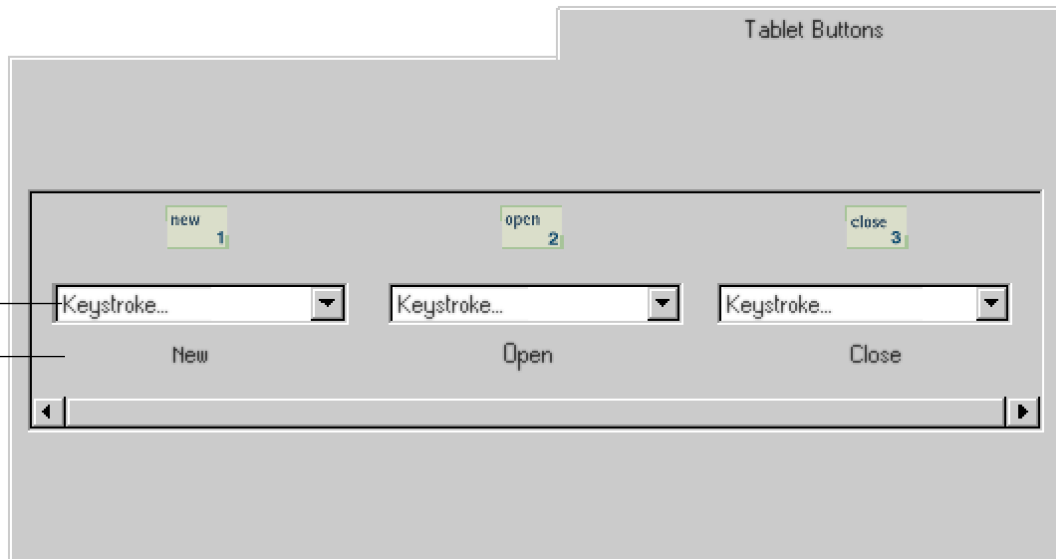 Tablet Buttons
new 1 open 2 close 3
Keystroke... Keystroke... Keystroke...
New Open Close